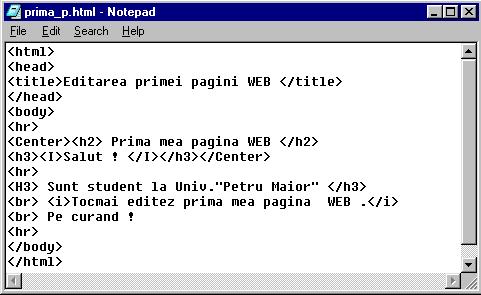 prima_p.html - Notepad
File Edit Search Help
<html>
<head>
<title>Editarea primei pagini WEB </title>
</head>
<body>
<hr>
<Center><h2> Prima mea pagina WEB </h2>
<h3><I>Salut ! </I></h3></Center>
<hr>
<H3> Sunt student la Univ."Petru Maior" </h3>
<br> <i>Tocmai editez prima mea pagina  WEB .</i>
<br> Pe curand !
<hr>
</body>
</html>